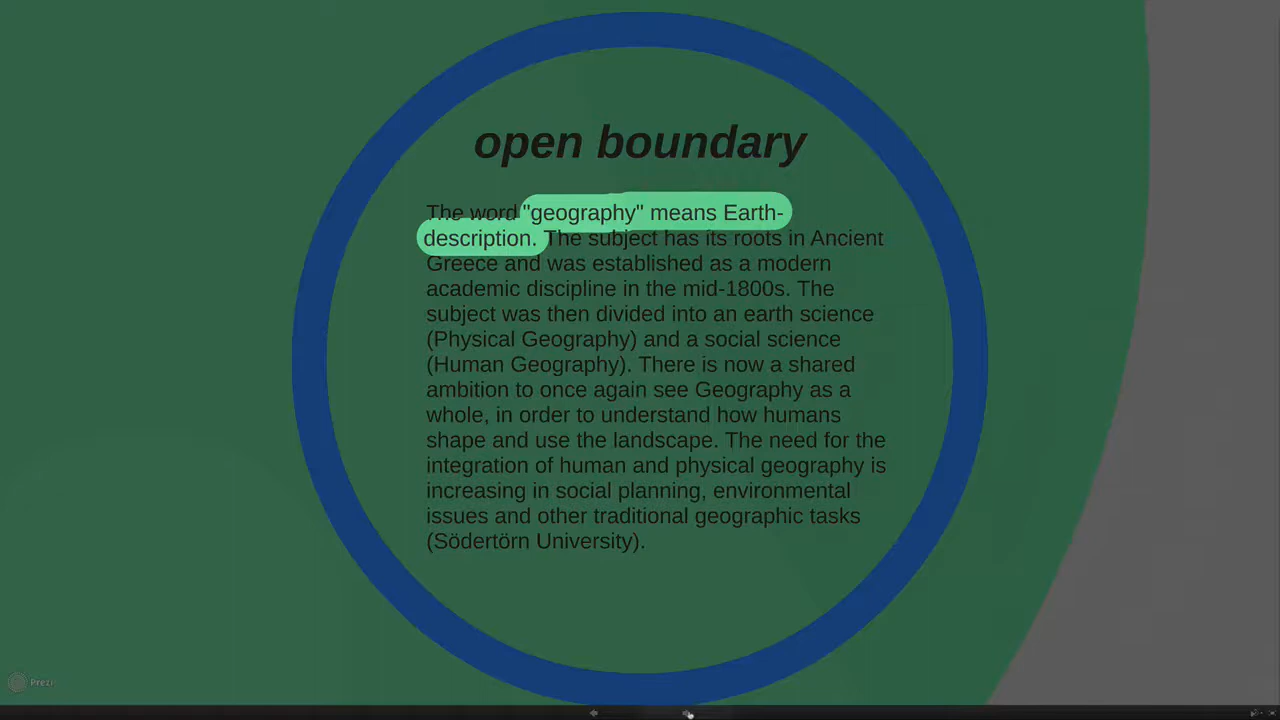 open boundary
The word "geography" means Earth-
description. The subject has its roots in Ancient
Greece and was established as a modern
academic discipline in the mid-1800s. The
subject was then divided into an earth science
(Physical Geography) and a social science
(Human Geography). There is now a shared
ambition to once again see Geography as a
whole, in order to understand how humans
shape and use the landscape. The need for the
integration of human and physical geography is
increasing in social planning, environmental
issues and other traditional geographic tasks
(Södertörn University).
Prezi